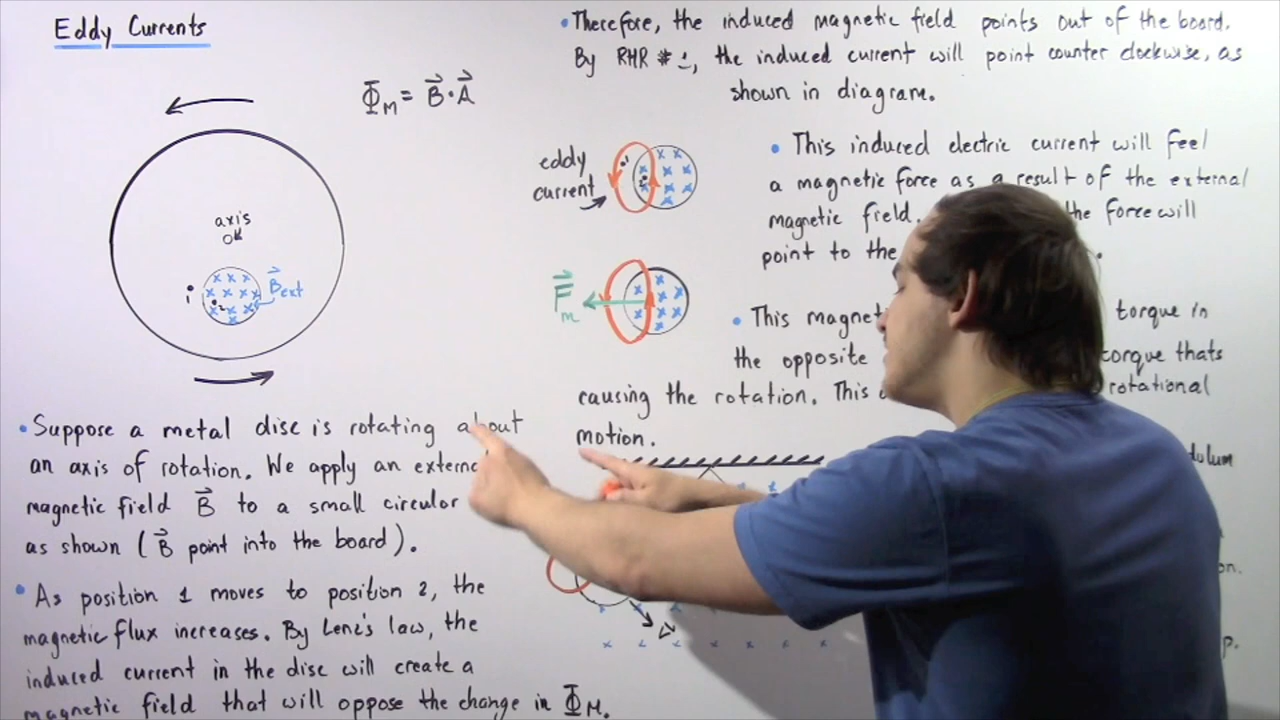 Eddy Currents
Φ_M = B⃗ · A⃗
axis
B⃗ext
1
2
• Suppose a metal disc is rotating about
an axis of rotation. We apply an
magnetic field B⃗ to a small circular
as shown (B⃗ point into the board).
• As position 1 moves to position 2, the
magnetic flux increases. By Lenz's law, the
induced current in the disc will create a
magnetic field that will oppose the change in Φ_M.
• Therefore, the induced magnetic field points out of the board.
By RHR #1, the induced current will point counter clockwise, as
shown in diagram.
eddy
current
1
2
• This induced electric current will feel
a magnetic force as a result of the external
magnetic field. the force will
point to the
F⃗m
• This torque in
the opposite torque thats
causing the rotation. This rotational
motion.
V⃗